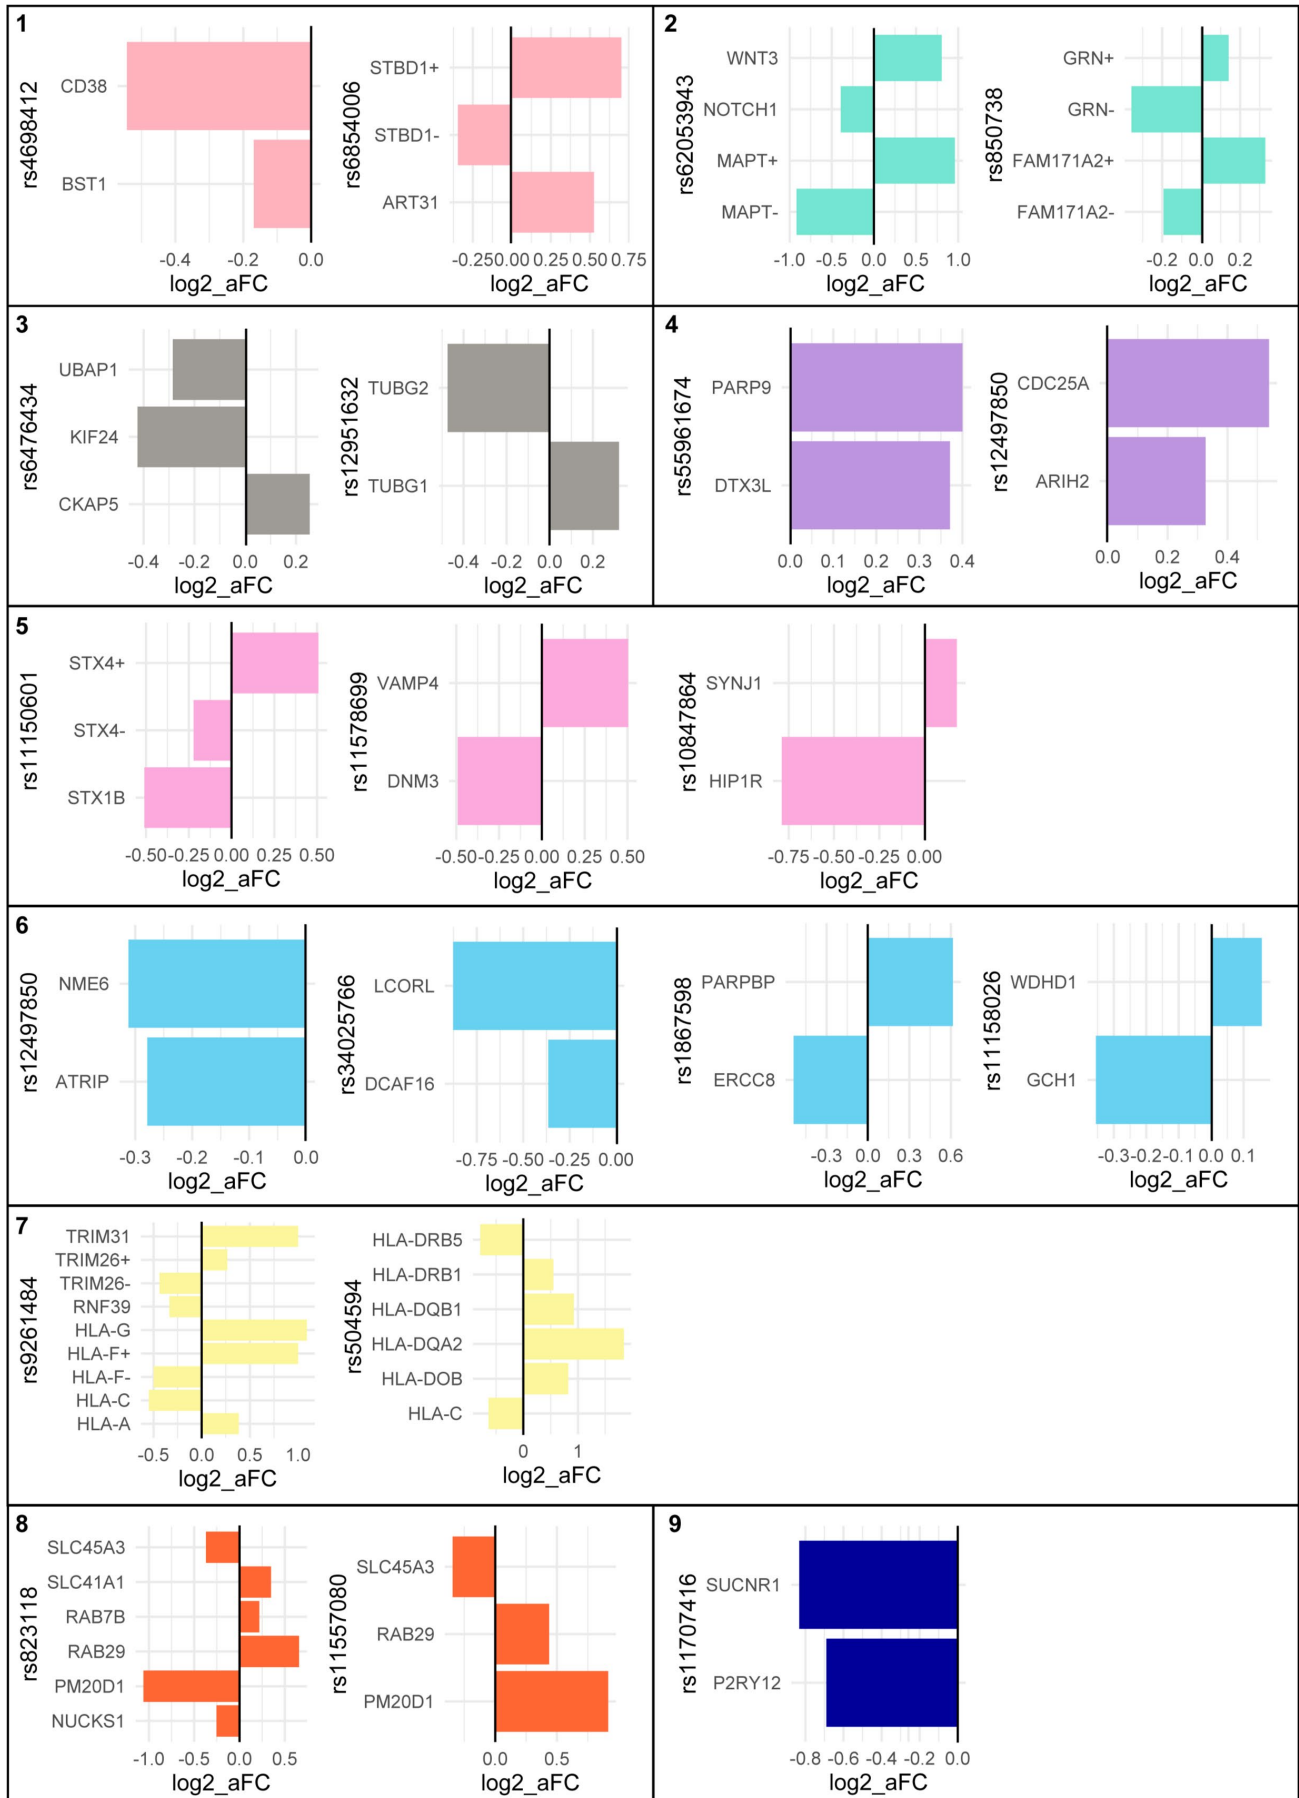 1
rs4698412
CD38
BST1
-0.4 -0.2 0.0
log2_aFC
rs6854006
STBD1+
STBD1-
ART31
-0.25 0.00 0.25 0.50 0.75
log2_aFC
2
rs62053943
WNT3
NOTCH1
MAPT+
MAPT-
-1.0 -0.5 0.0 0.5 1.0
log2_aFC
rs850738
GRN+
GRN-
FAM171A2+
FAM171A2-
-0.2 0.0 0.2
log2_aFC
3
rs6476434
UBAP1
KIF24
CKAP5
-0.4 -0.2 0.0 0.2
log2_aFC
rs12951632
TUBG2
TUBG1
-0.4 -0.2 0.0 0.2
log2_aFC
4
rs55961674
PARP9
DTX3L
0.0 0.1 0.2 0.3 0.4
log2_aFC
rs12497850
CDC25A
ARIH2
0.0 0.2 0.4
log2_aFC
5
rs11150601
STX4+
STX4-
STX1B
-0.50 -0.25 0.00 0.25 0.50
log2_aFC
rs11578699
VAMP4
DNM3
-0.50 -0.25 0.00 0.25 0.50
log2_aFC
rs10847864
SYNJ1
HIP1R
-0.75 -0.50 -0.25 0.00
log2_aFC
6
rs12497850
NME6
ATRIP
-0.3 -0.2 -0.1 0.0
log2_aFC
rs34025766
LCORL
DCAF16
-0.75 -0.50 -0.25 0.00
log2_aFC
rs1867598
PARPBP
ERCC8
-0.3 0.0 0.3 0.6
log2_aFC
rs11158026
WDHD1
GCH1
-0.3 -0.2 -0.1 0.0 0.1
log2_aFC
7
rs9261484
TRIM31
TRIM26+
TRIM26-
RNF39
HLA-G
HLA-F+
HLA-F-
HLA-C
HLA-A
-0.5 0.0 0.5 1.0
log2_aFC
rs504594
HLA-DRB5
HLA-DRB1
HLA-DQB1
HLA-DQA2
HLA-DOB
HLA-C
0 1
log2_aFC
8
rs823118
SLC45A3
SLC41A1
RAB7B
RAB29
PM20D1
NUCKS1
-1.0 -0.5 0.0 0.5
log2_aFC
rs11557080
SLC45A3
RAB29
PM20D1
0.0 0.5
log2_aFC
9
rs11707416
SUCNR1
P2RY12
-0.8 -0.6 -0.4 -0.2 0.0
log2_aFC